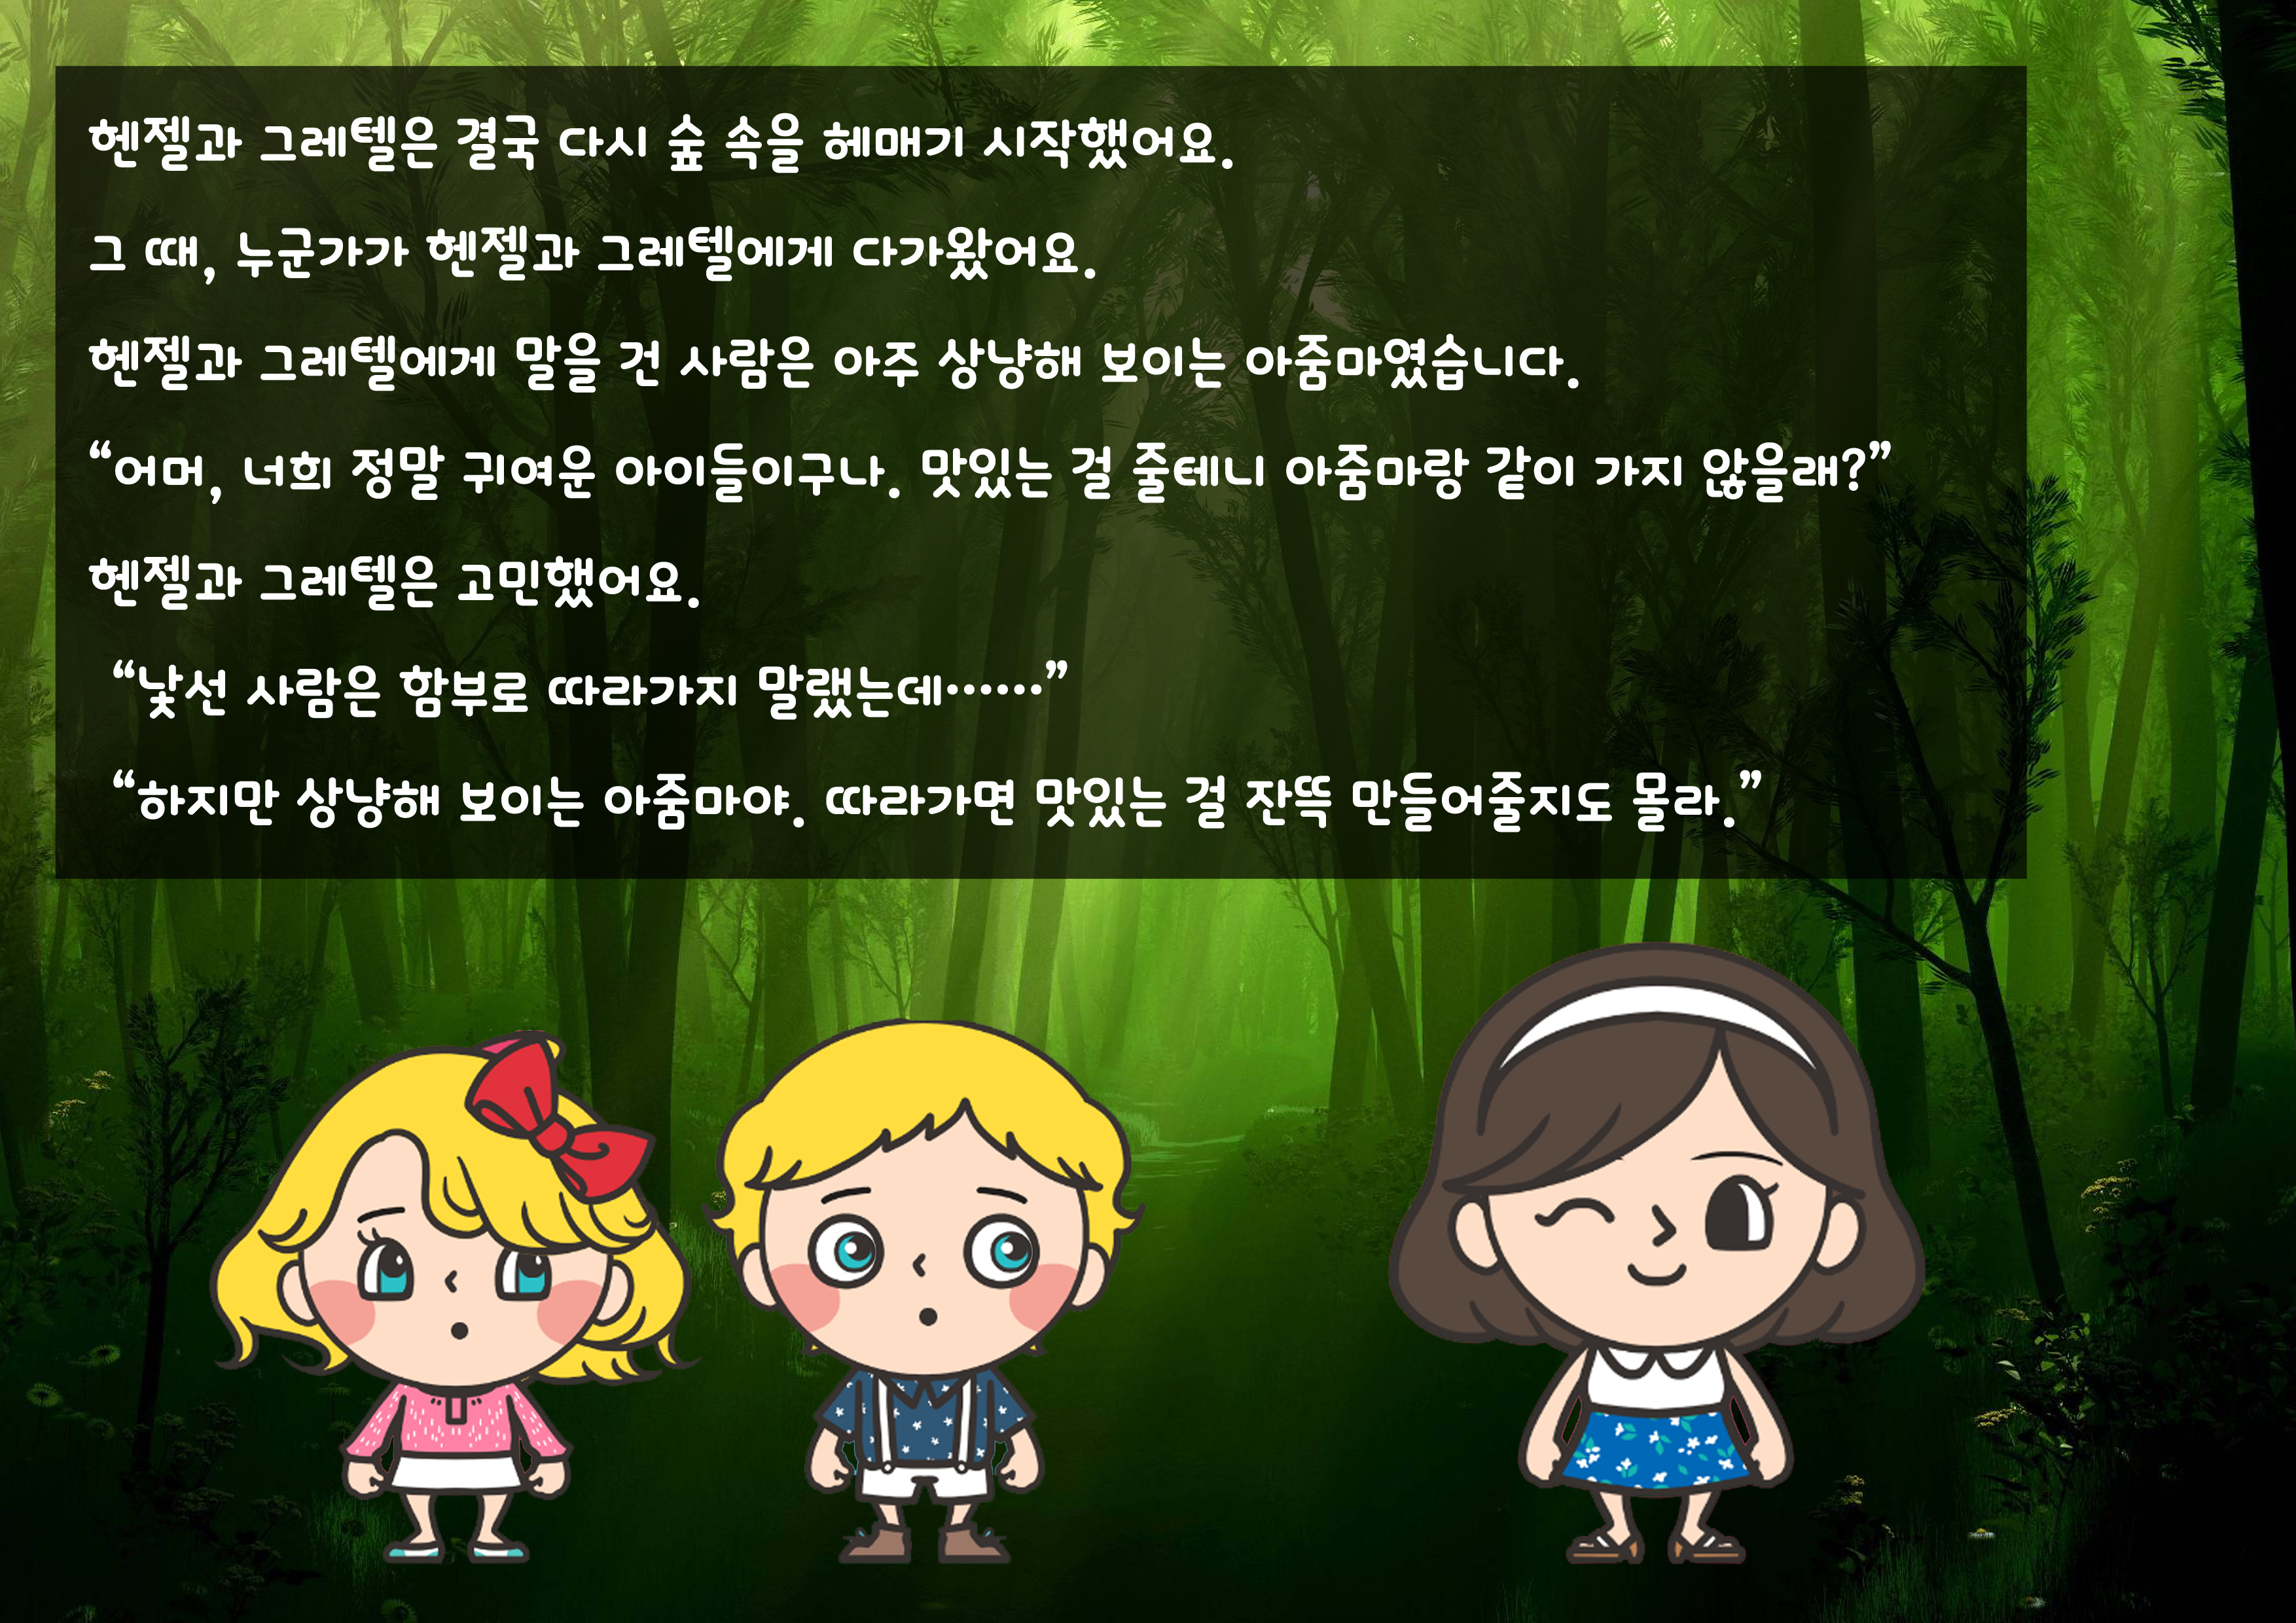 헨젤과 그레텔은 결국 다시 숲 속을 헤매기 시작했어요.
그 때, 누군가가 헨젤과 그레텔에게 다가왔어요.
헨젤과 그레텔에게 말을 건 사람은 아주 상냥해 보이는 아줌마였습니다.
“어머, 너희 정말 귀여운 아이들이구나. 맛있는 걸 줄테니 아줌마랑 같이 가지 않을래?”
헨젤과 그레텔은 고민했어요.
“낯선 사람은 함부로 따라가지 말랬는데……”
“하지만 상냥해 보이는 아줌마야. 따라가면 맛있는 걸 잔뜩 만들어줄지도 몰라.”